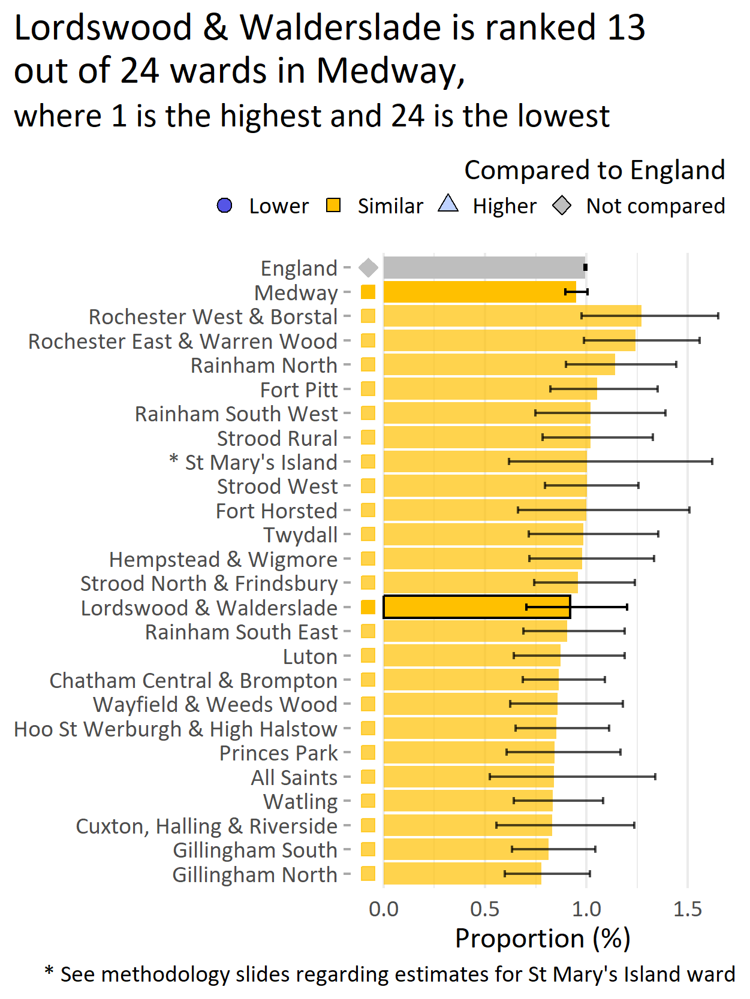 Lordswood & Walderslade is ranked 13
out of 24 wards in Medway,
where 1 is the highest and 24 is the lowest
Compared to England
Lower Similar Higher Not compared
England
Medway
Rochester West & Borstal
Rochester East & Warren Wood
Rainham North
Fort Pitt
Rainham South West
Strood Rural
* St Mary's Island
Strood West
Fort Horsted
Twydall
Hempstead & Wigmore
Strood North & Frindsbury
Lordswood & Walderslade
Rainham South East
Luton
Chatham Central & Brompton
Wayfield & Weeds Wood
Hoo St Werburgh & High Halstow
Princes Park
All Saints
Watling
Cuxton, Halling & Riverside
Gillingham South
Gillingham North
0.0 0.5 1.0 1.5
Proportion (%)
* See methodology slides regarding estimates for St Mary's Island ward